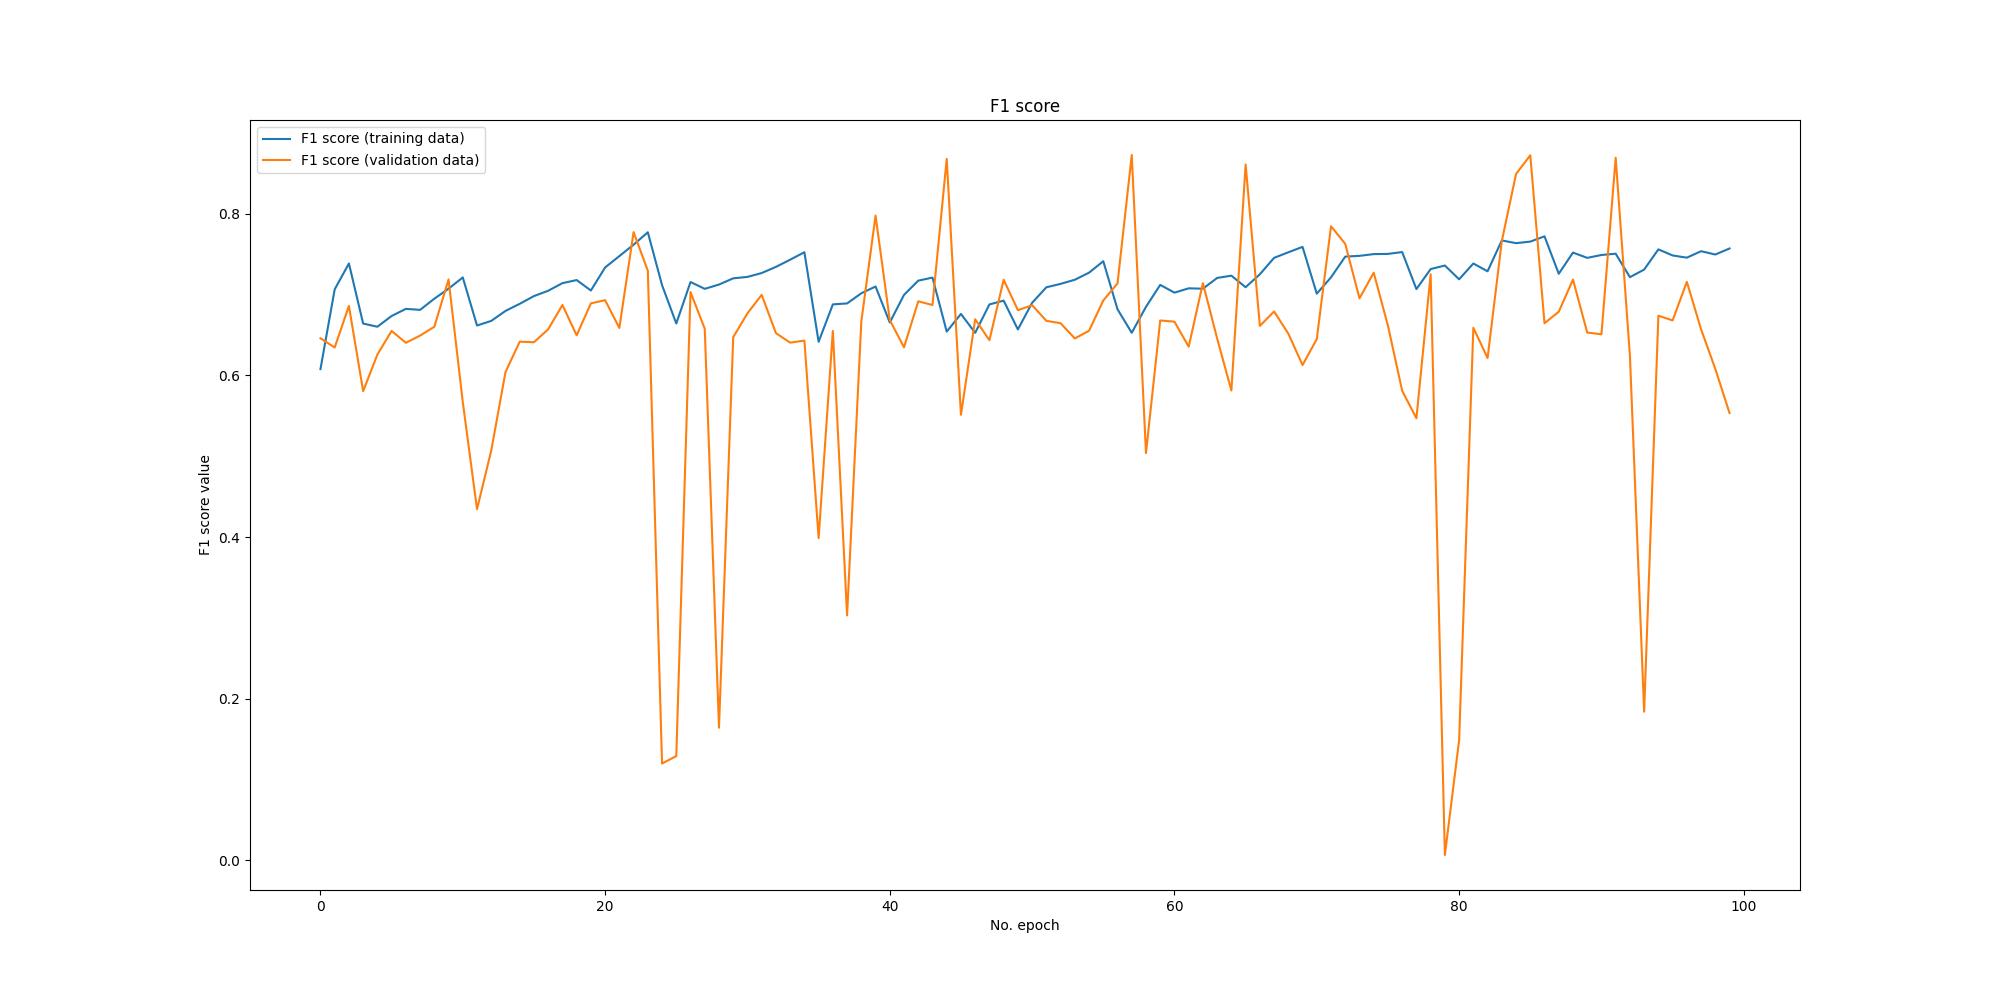 F1 score
F1 score (training data)
F1 score (validation data)
F1 score value
0.8
0.6
0.4
0.2
0.0
0 20 40 60 80 100
No. epoch